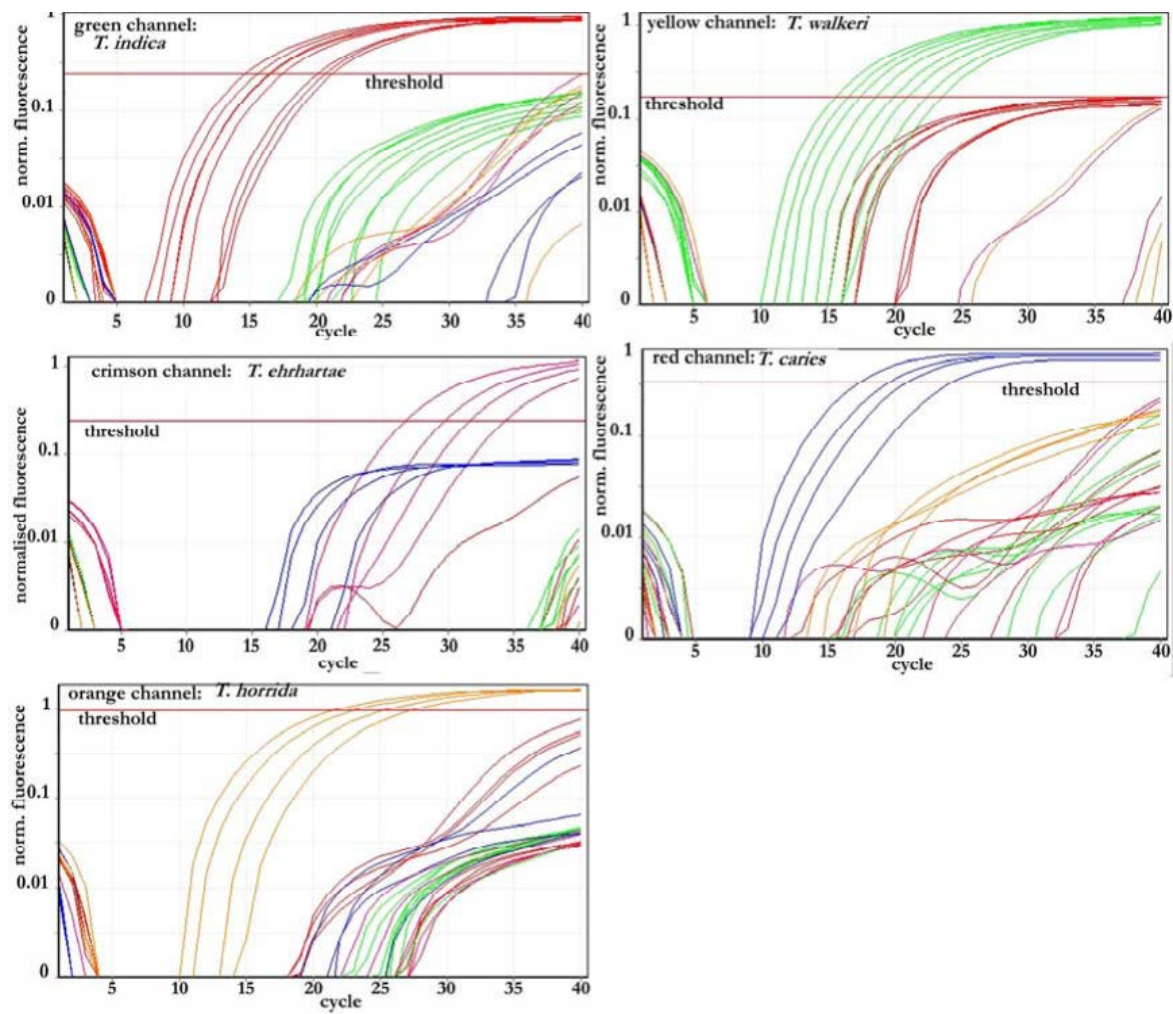 green channel:
T. indica
1
threshold
0.1
0.01
0
norm. fluorescence
5
10
15
20
25
30
35
40
cycle
yellow channel: T. walkeri
1
threshold
0.1
0.01
0
norm. fluorescence
5
10
15
20
25
30
35
40
cycle
crimson channel: T. ehrhartae
1
threshold
0.1
0.01
0
normalised fluorescence
5
10
15
20
25
30
35
40
cycle
red channel: T. caries
1
threshold
0.1
0.01
0
norm. fluorescence
5
10
15
20
25
30
35
40
cycle
orange channel: T. horrida
1
threshold
0.1
0.01
0
norm. fluorescence
5
10
15
20
25
30
35
40
cycle